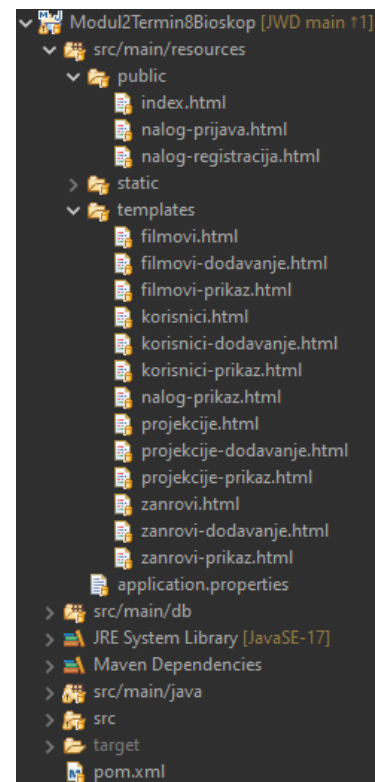 Modul2Termin8Bioskop [JWD main ↑1]
src/main/resources
public
index.html
nalog-prijava.html
nalog-registracija.html
static
templates
filmovi.html
filmovi-dodavanje.html
filmovi-prikaz.html
korisnici.html
korisnici-dodavanje.html
korisnici-prikaz.html
nalog-prikaz.html
projekcije.html
projekcije-dodavanje.html
projekcije-prikaz.html
zanrovi.html
zanrovi-dodavanje.html
zanrovi-prikaz.html
application.properties
src/main/db
JRE System Library [JavaSE-17]
Maven Dependencies
src/main/java
src
target
pom.xml